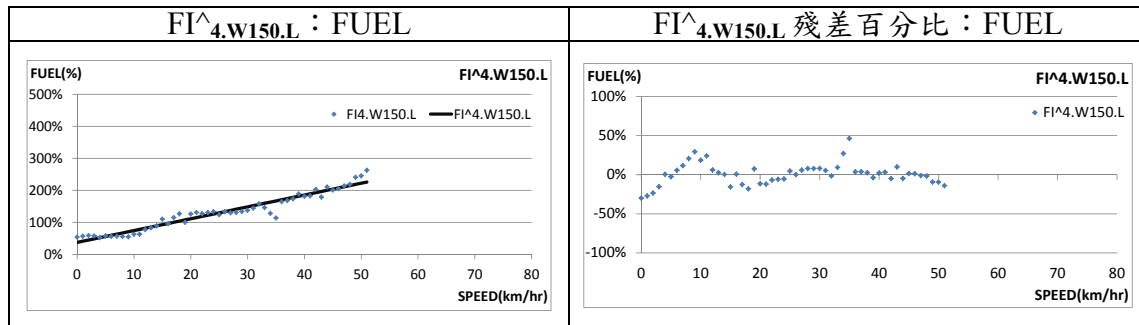 FI^4.W150.L：FUEL
FI^4.W150.L 殘差百分比：FUEL
FUEL(%)
FI^4.W150.L
500%
400%
300%
200%
100%
0%
FI4.W150.L
FI^4.W150.L
0 10 20 30 40 50 60 70 80
SPEED(km/hr)
FUEL(%)
FI^4.W150.L
100%
50%
0%
-50%
-100%
FI^4.W150.L
0 10 20 30 40 50 60 70 80
SPEED(km/hr)